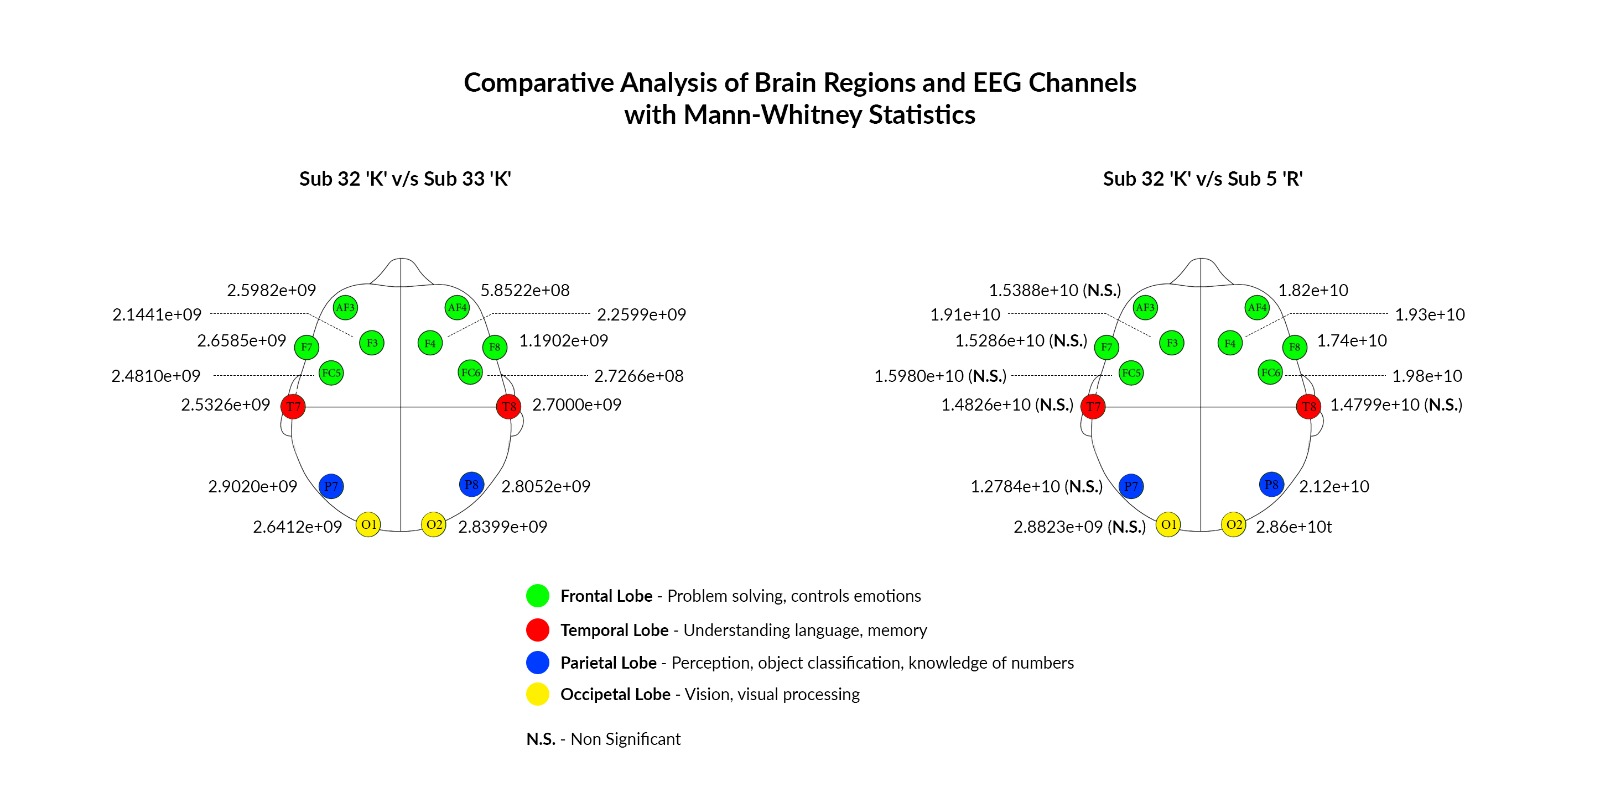 Comparative Analysis of Brain Regions and EEG Channels
with Mann-Whitney Statistics
Sub 32 'K' v/s Sub 33 'K'
2.5982e+09 AF3 AF4 5.8522e+08
2.1441e+09 F3 F4 2.2599e+09
2.6585e+09 F7 F8 1.1902e+09
2.4810e+09 FC5 FC6 2.7266e+08
2.5326e+09 T7 T8 2.7000e+09
2.9020e+09 P7 P8 2.8052e+09
2.6412e+09 O1 O2 2.8399e+09
Sub 32 'K' v/s Sub 5 'R'
1.5388e+10 (N.S.) AF3 AF4 1.82e+10
1.91e+10 F3 F4 1.93e+10
1.5286e+10 (N.S.) F7 F8 1.74e+10
1.5980e+10 (N.S.) FC5 FC6 1.98e+10
1.4826e+10 (N.S.) T7 T8 1.4799e+10 (N.S.)
1.2784e+10 (N.S.) P7 P8 2.12e+10
2.8823e+09 (N.S.) O1 O2 2.86e+10t
Frontal Lobe - Problem solving, controls emotions
Temporal Lobe - Understanding language, memory
Parietal Lobe - Perception, object classification, knowledge of numbers
Occipetal Lobe - Vision, visual processing
N.S. - Non Significant